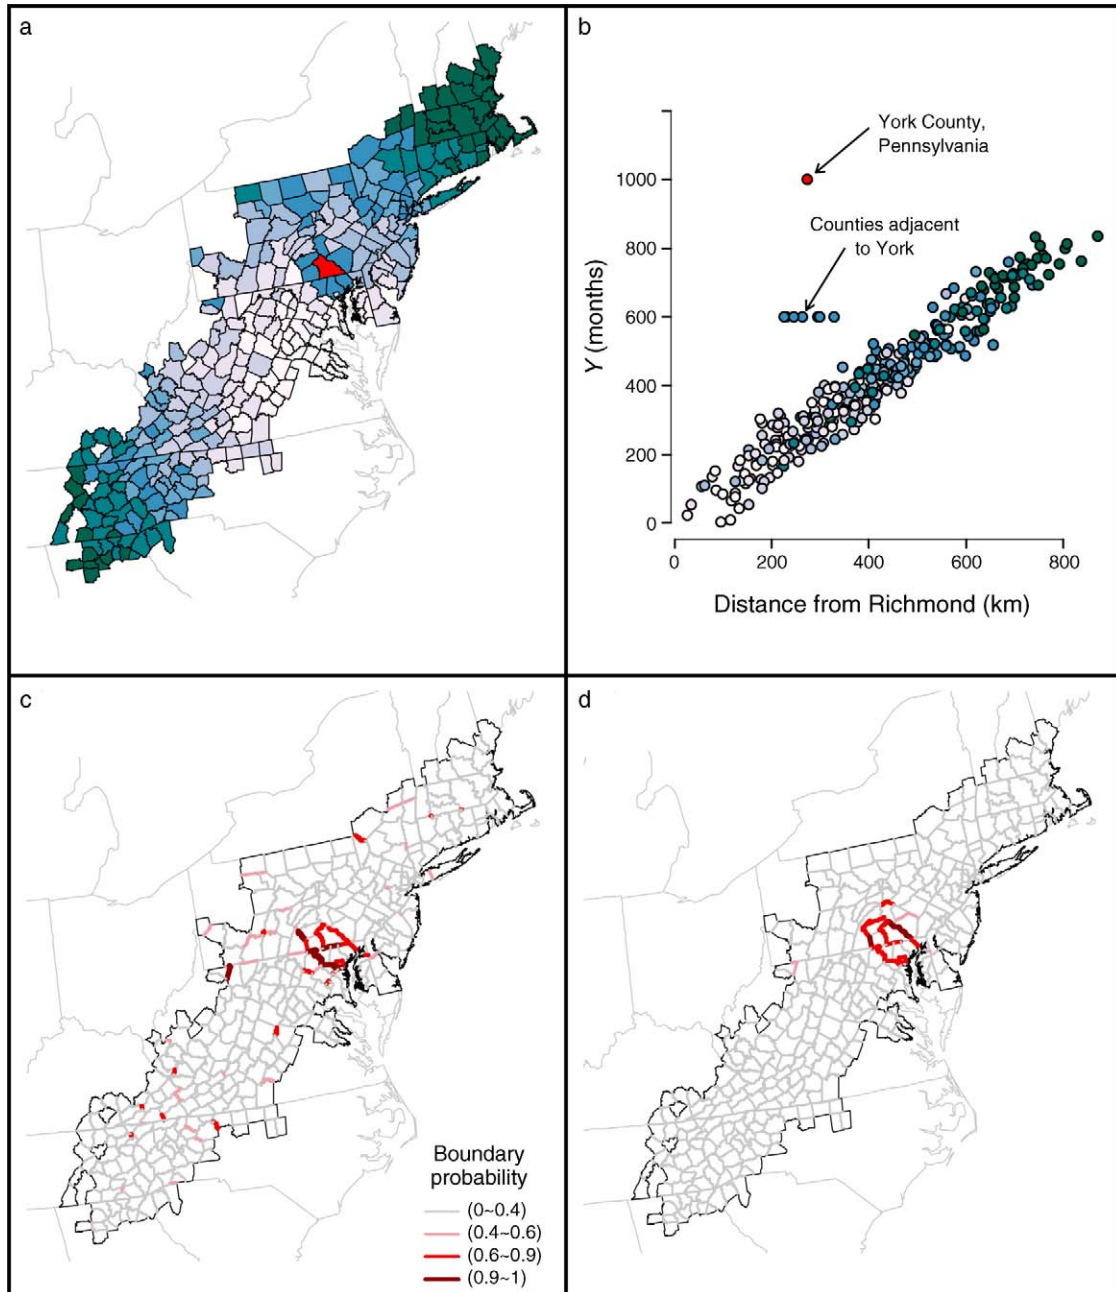 a
b
York County,
Pennsylvania
Counties adjacent
to York
1000
800
600
400
200
0
Y (months)
0 200 400 600 800
Distance from Richmond (km)
c
Boundary
probability
(0~0.4)
(0.4~0.6)
(0.6~0.9)
(0.9~1)
d